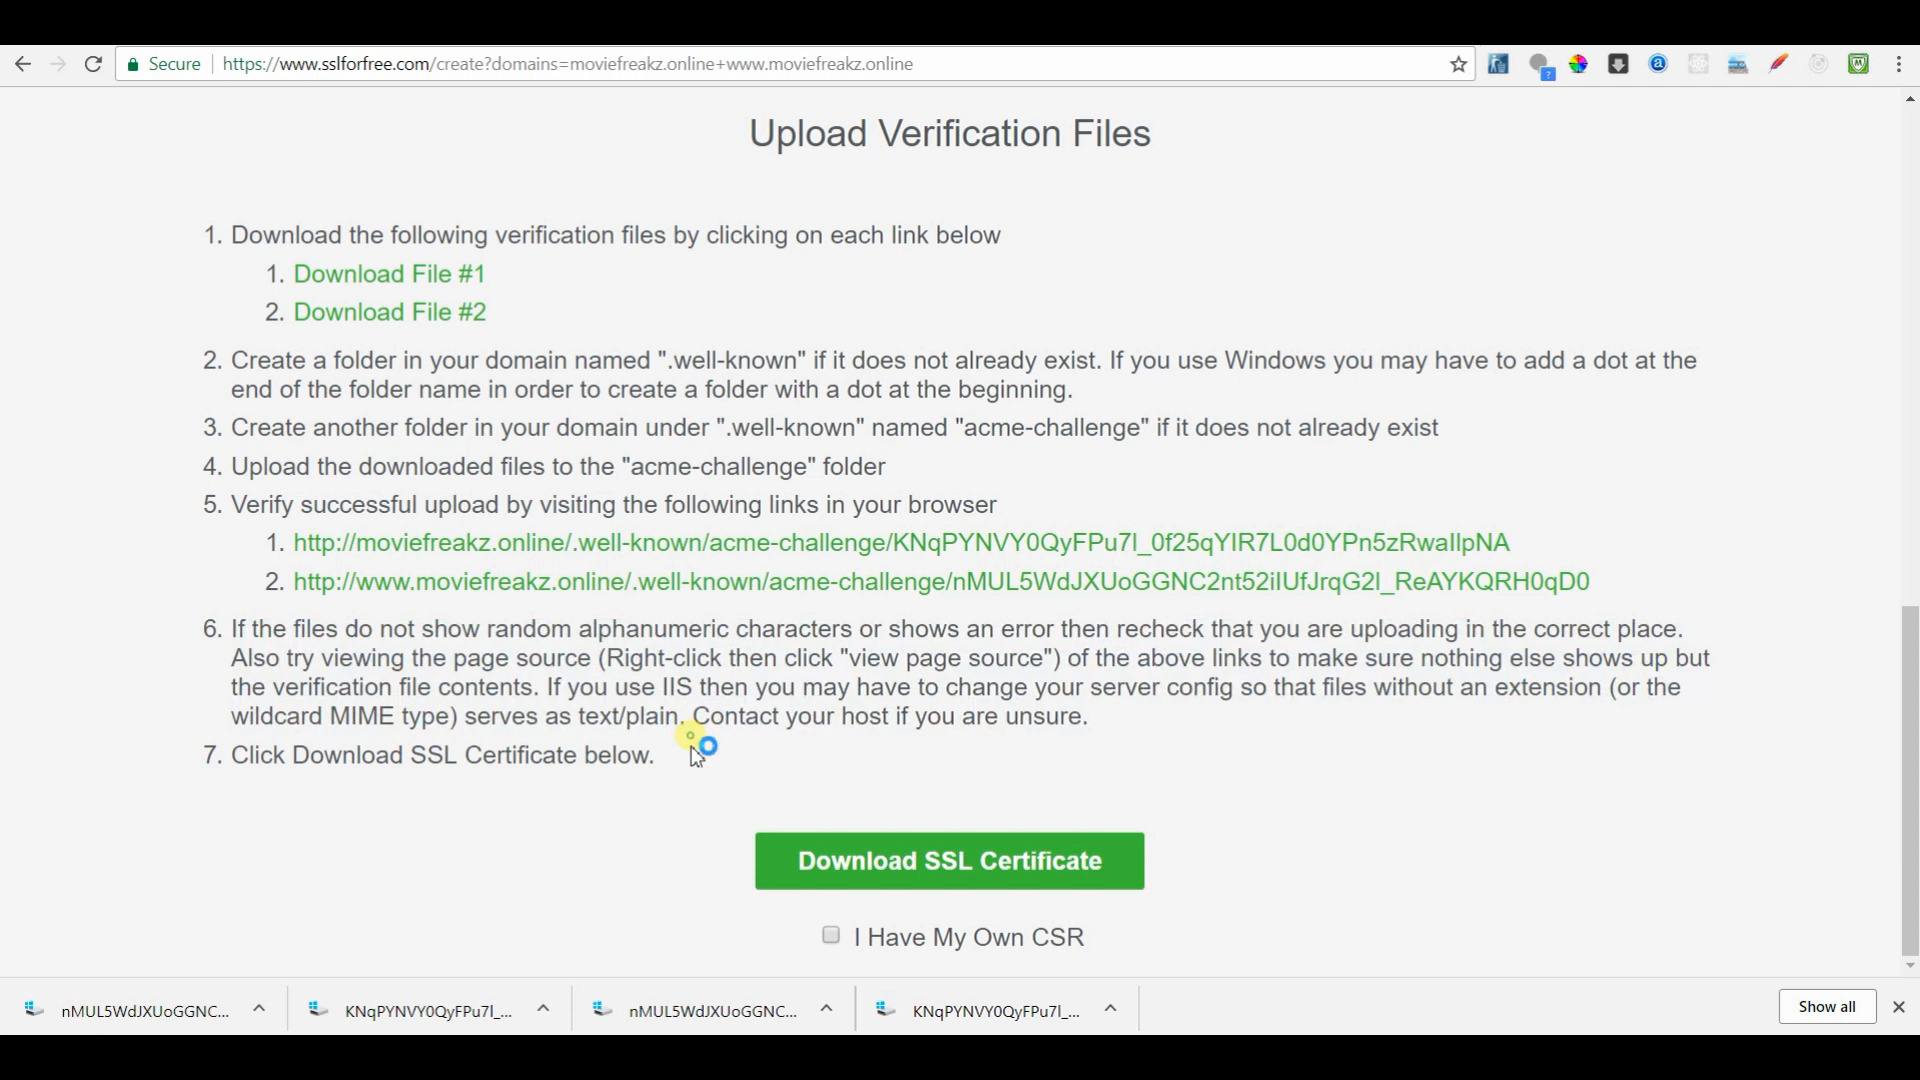 Secure https://www.sslforfree.com/create?domains=moviefreakz.online+www.moviefreakz.online
Upload Verification Files
1. Download the following verification files by clicking on each link below
1. Download File #1
2. Download File #2
2. Create a folder in your domain named ".well-known" if it does not already exist. If you use Windows you may have to add a dot at the
end of the folder name in order to create a folder with a dot at the beginning.
3. Create another folder in your domain under ".well-known" named "acme-challenge" if it does not already exist
4. Upload the downloaded files to the "acme-challenge" folder
5. Verify successful upload by visiting the following links in your browser
1. http://moviefreakz.online/.well-known/acme-challenge/KNqPYNVY0QyFPu7l_0f25qYIR7L0d0YPn5zRwaIlpNA
2. http://www.moviefreakz.online/.well-known/acme-challenge/nMUL5WdJXUoGGNC2nt52iIUfJrqG2l_ReAYKQRH0qD0
6. If the files do not show random alphanumeric characters or shows an error then recheck that you are uploading in the correct place.
Also try viewing the page source (Right-click then click "view page source") of the above links to make sure nothing else shows up but
the verification file contents. If you use IIS then you may have to change your server config so that files without an extension (or the
wildcard MIME type) serves as text/plain. Contact your host if you are unsure.
7. Click Download SSL Certificate below.
Download SSL Certificate
I Have My Own CSR
nMUL5WdJXUoGGNC... KNqPYNVY0QyFPu7l_... nMUL5WdJXUoGGNC... KNqPYNVY0QyFPu7l_... Show all